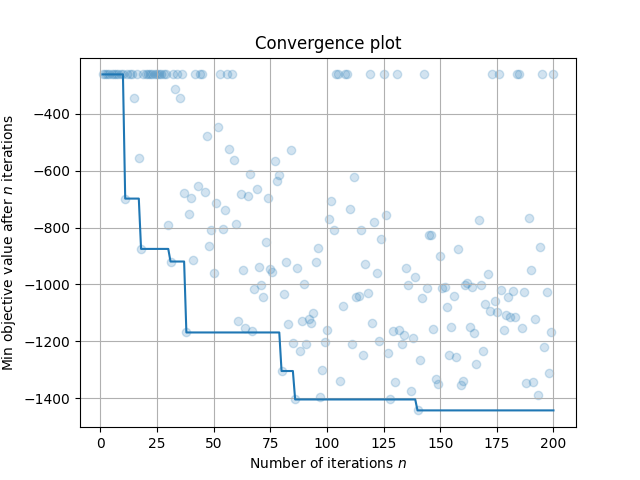 Convergence plot
Min objective value after n iterations
−400
−600
−800
−1000
−1200
−1400
0 25 50 75 100 125 150 175 200
Number of iterations n